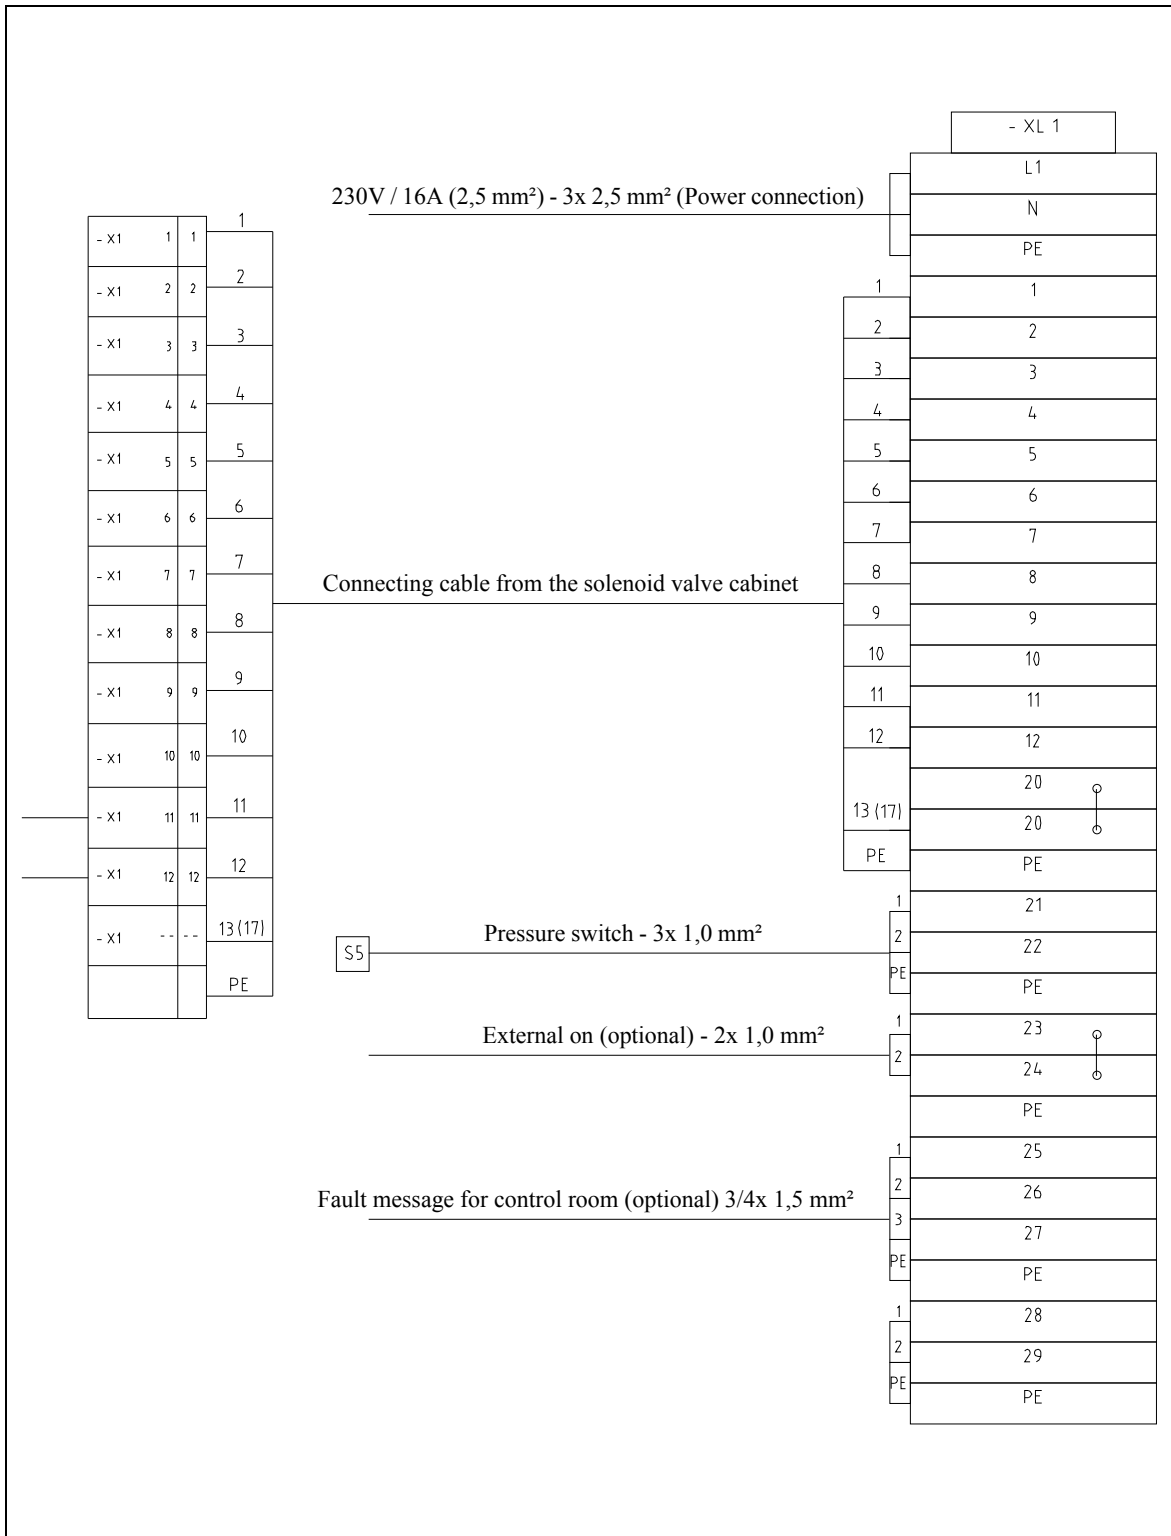 - XL 1
L1
230V / 16A (2,5 mm²) - 3x 2,5 mm² (Power connection)
N
PE
- X1 1 1 1
- X1 2 2 2
- X1 3 3 3
- X1 4 4 4
- X1 5 5 5
- X1 6 6 6
- X1 7 7 7
- X1 8 8 8
- X1 9 9 9
- X1 10 10 10
- X1 11 11 11
- X1 12 12 12
- X1 -- -- 13 (17)
PE
Connecting cable from the solenoid valve cabinet
1 1
2 2
3 3
4 4
5 5
6 6
7 7
8 8
9 9
10 10
11 11
12 12
20
13 (17) 20
PE PE
1 21
S5 Pressure switch - 3x 1,0 mm² 2 22
PE PE
1 23
External on (optional) - 2x 1,0 mm² 2 24
PE
1 25
2 26
Fault message for control room (optional) 3/4x 1,5 mm² 3 27
PE PE
1 28
2 29
PE PE